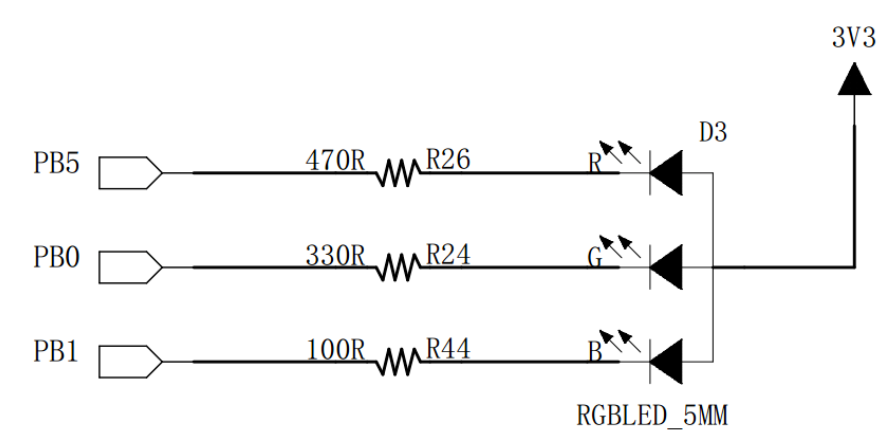 3V3
D3
PB5 470R R26 R
PB0 330R R24 G
PB1 100R R44 B
RGBLED_5MM